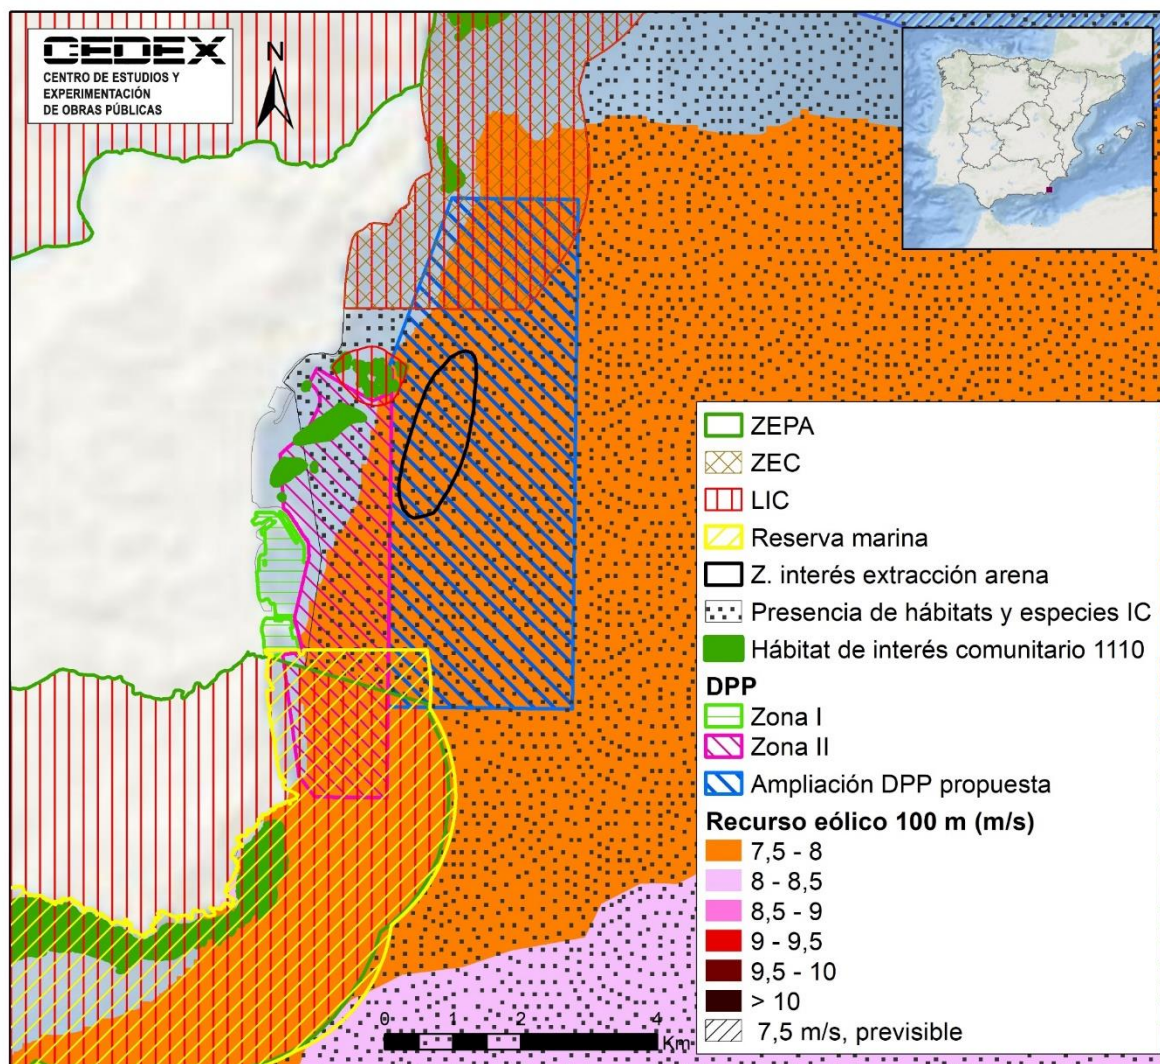 CEDEX
CENTRO DE ESTUDIOS Y
EXPERIMENTACIÓN
DE OBRAS PÚBLICAS
N
ZEPA
ZEC
LIC
Reserva marina
Z. interés extracción arena
Presencia de hábitats y especies IC
Hábitat de interés comunitario 1110
DPP
Zona I
Zona II
Ampliación DPP propuesta
Recurso eólico 100 m (m/s)
7,5 - 8
8 - 8,5
8,5 - 9
9 - 9,5
9,5 - 10
> 10
7,5 m/s, previsible
0 1 2 4
Km